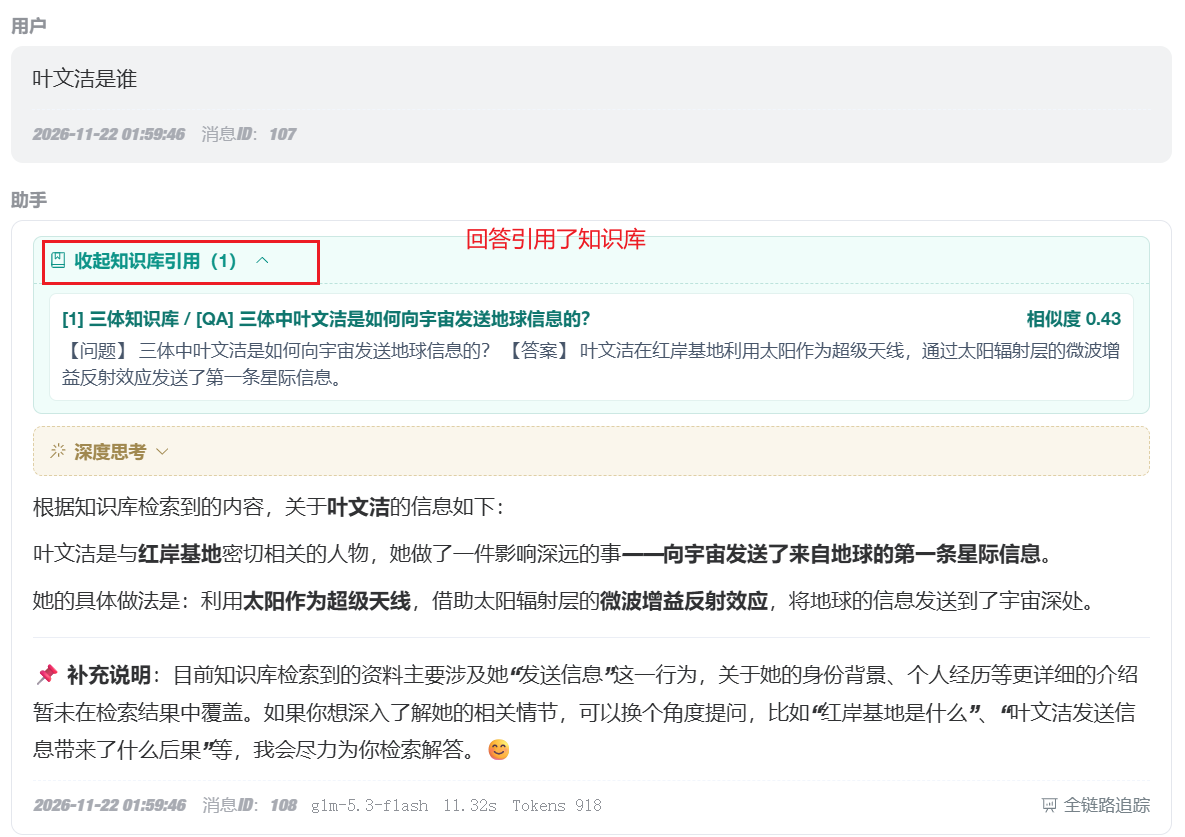 用户
叶文洁是谁
2026-11-22 01:59:46 消息ID: 107
助手
回答引用了知识库
收起知识库引用（1）
[1] 三体知识库 / [QA] 三体中叶文洁是如何向宇宙发送地球信息的? 相似度 0.43
【问题】 三体中叶文洁是如何向宇宙发送地球信息的? 【答案】 叶文洁在红岸基地利用太阳作为超级天线，通过太阳辐射层的微波增
益反射效应发送了第一条星际信息。
深度思考
根据知识库检索到的内容，关于叶文洁的信息如下：
叶文洁是与红岸基地密切相关的人物，她做了一件影响深远的事——向宇宙发送了来自地球的第一条星际信息。
她的具体做法是：利用太阳作为超级天线，借助太阳辐射层的微波增益反射效应，将地球的信息发送到了宇宙深处。
📌 补充说明：目前知识库检索到的资料主要涉及她“发送信息”这一行为，关于她的身份背景、个人经历等更详细的介绍
暂未在检索结果中覆盖。如果你想深入了解她的相关情节，可以换个角度提问，比如“红岸基地是什么”、“叶文洁发送信
息带来了什么后果”等，我会尽力为你检索解答。😊
2026-11-22 01:59:46 消息ID: 108 glm-5.3-flash 11.32s Tokens 918 全链路追踪